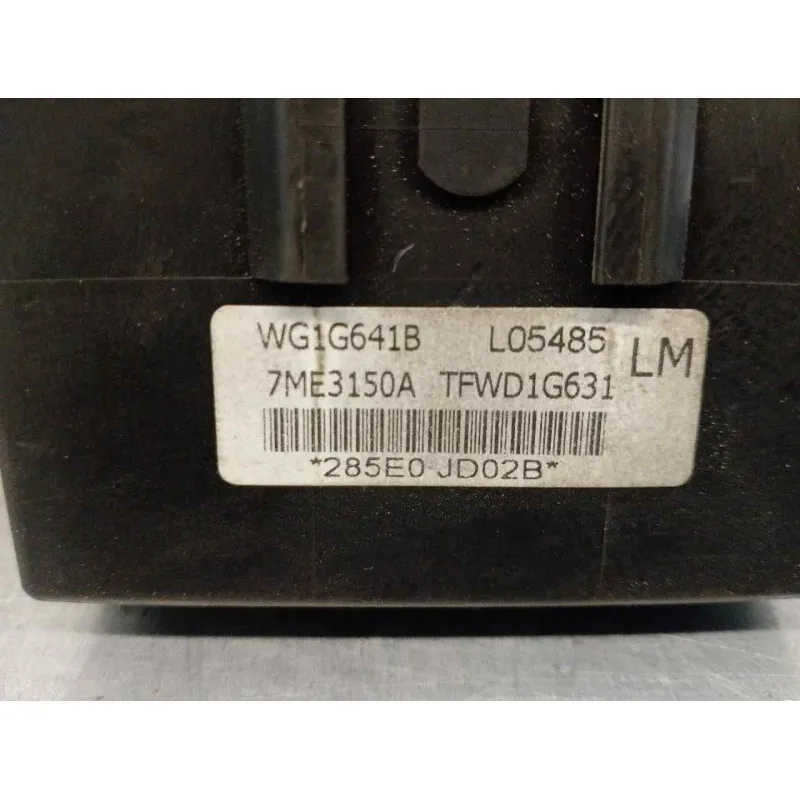 WG1G641B L05485
LM
7ME3150A TFWD1G631
*285E0 JD02B*